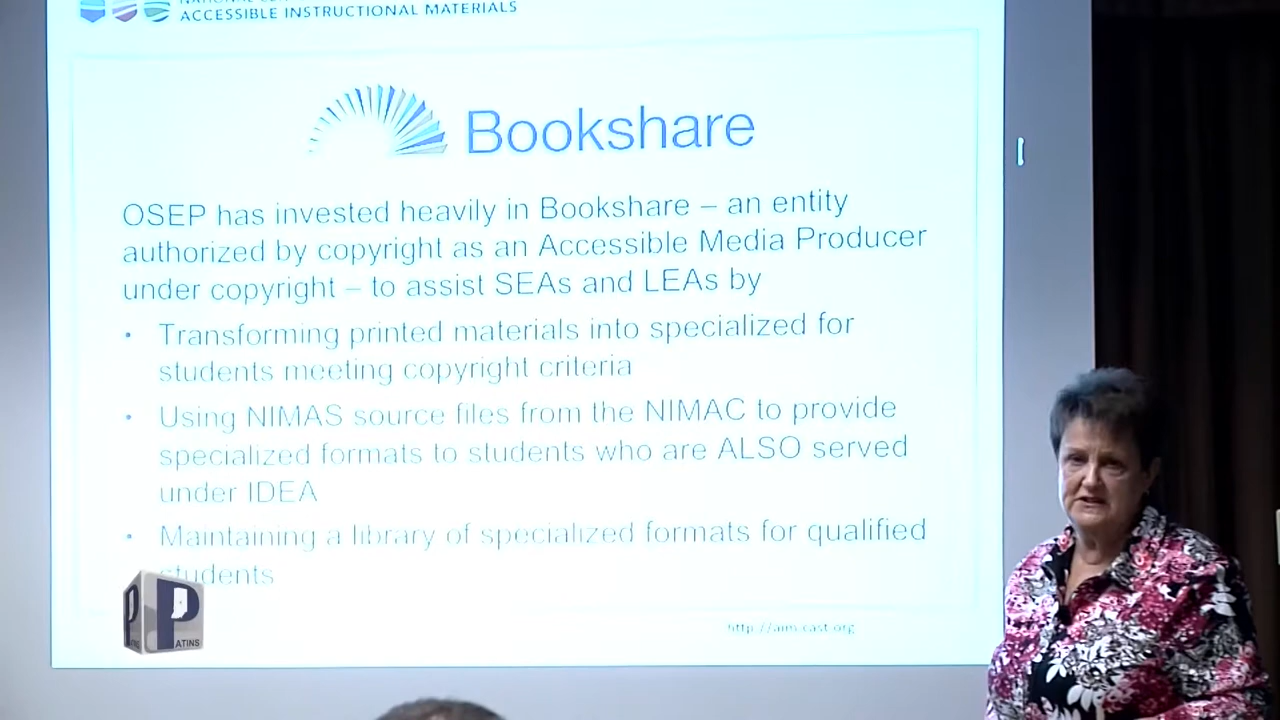 ACCESSIBLE INSTRUCTIONAL MATERIALS
Bookshare
OSEP has invested heavily in Bookshare – an entity
authorized by copyright as an Accessible Media Producer
under copyright – to assist SEAs and LEAs by
• Transforming printed materials into specialized for
students meeting copyright criteria
• Using NIMAS source files from the NIMAC to provide
specialized formats to students who are ALSO served
under IDEA
• Maintaining a library of specialized formats for qualified
students
PATINS
http://aim.cast.org